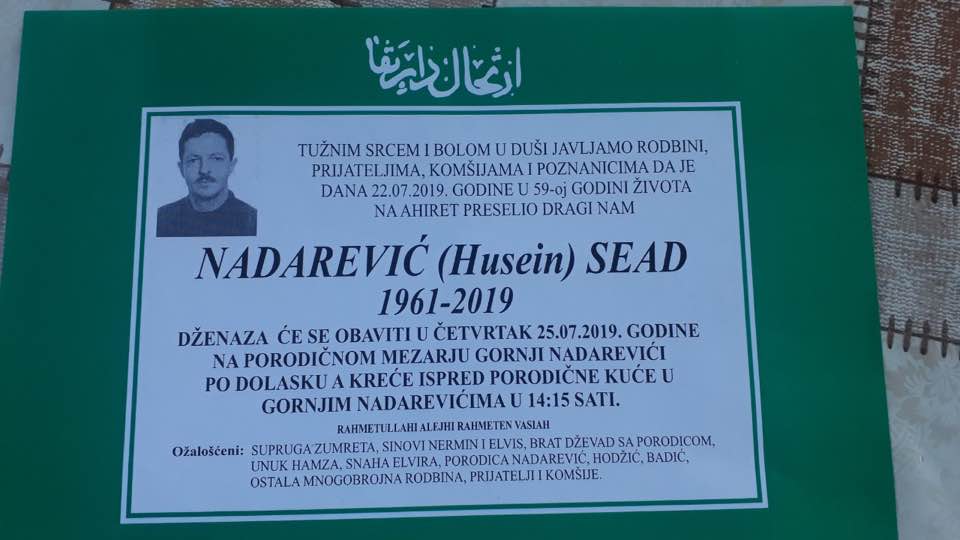 ارتحال دار بقا
TUŽNIM SRCEM I BOLOM U DUŠI JAVLJAMO RODBINI,
PRIJATELJIMA, KOMŠIJAMA I POZNANICIMA DA JE
DANA 22.07.2019. GODINE U 59-oj GODINI ŽIVOTA
NA AHIRET PRESELIO DRAGI NAM
NADAREVIĆ (Husein) SEAD
1961-2019
DŽENAZA ĆE SE OBAVITI U ČETVRTAK 25.07.2019. GODINE
NA PORODIČNOM MEZARJU GORNJI NADAREVIĆI
PO DOLASKU A KREĆE ISPRED PORODIČNE KUĆE U
GORNJIM NADAREVIĆIMA U 14:15 SATI.
RAHMETULLAHI ALEJHI RAHMETEN VASIAH
Ožalošćeni: SUPRUGA ZUMRETA, SINOVI NERMIN I ELVIS, BRAT DŽEVAD SA PORODICOM,
UNUK HAMZA, SNAHA ELVIRA, PORODICA NADAREVIĆ, HODŽIĆ, BADIĆ,
OSTALA MNOGOBROJNA RODBINA, PRIJATELJI I KOMŠIJE.